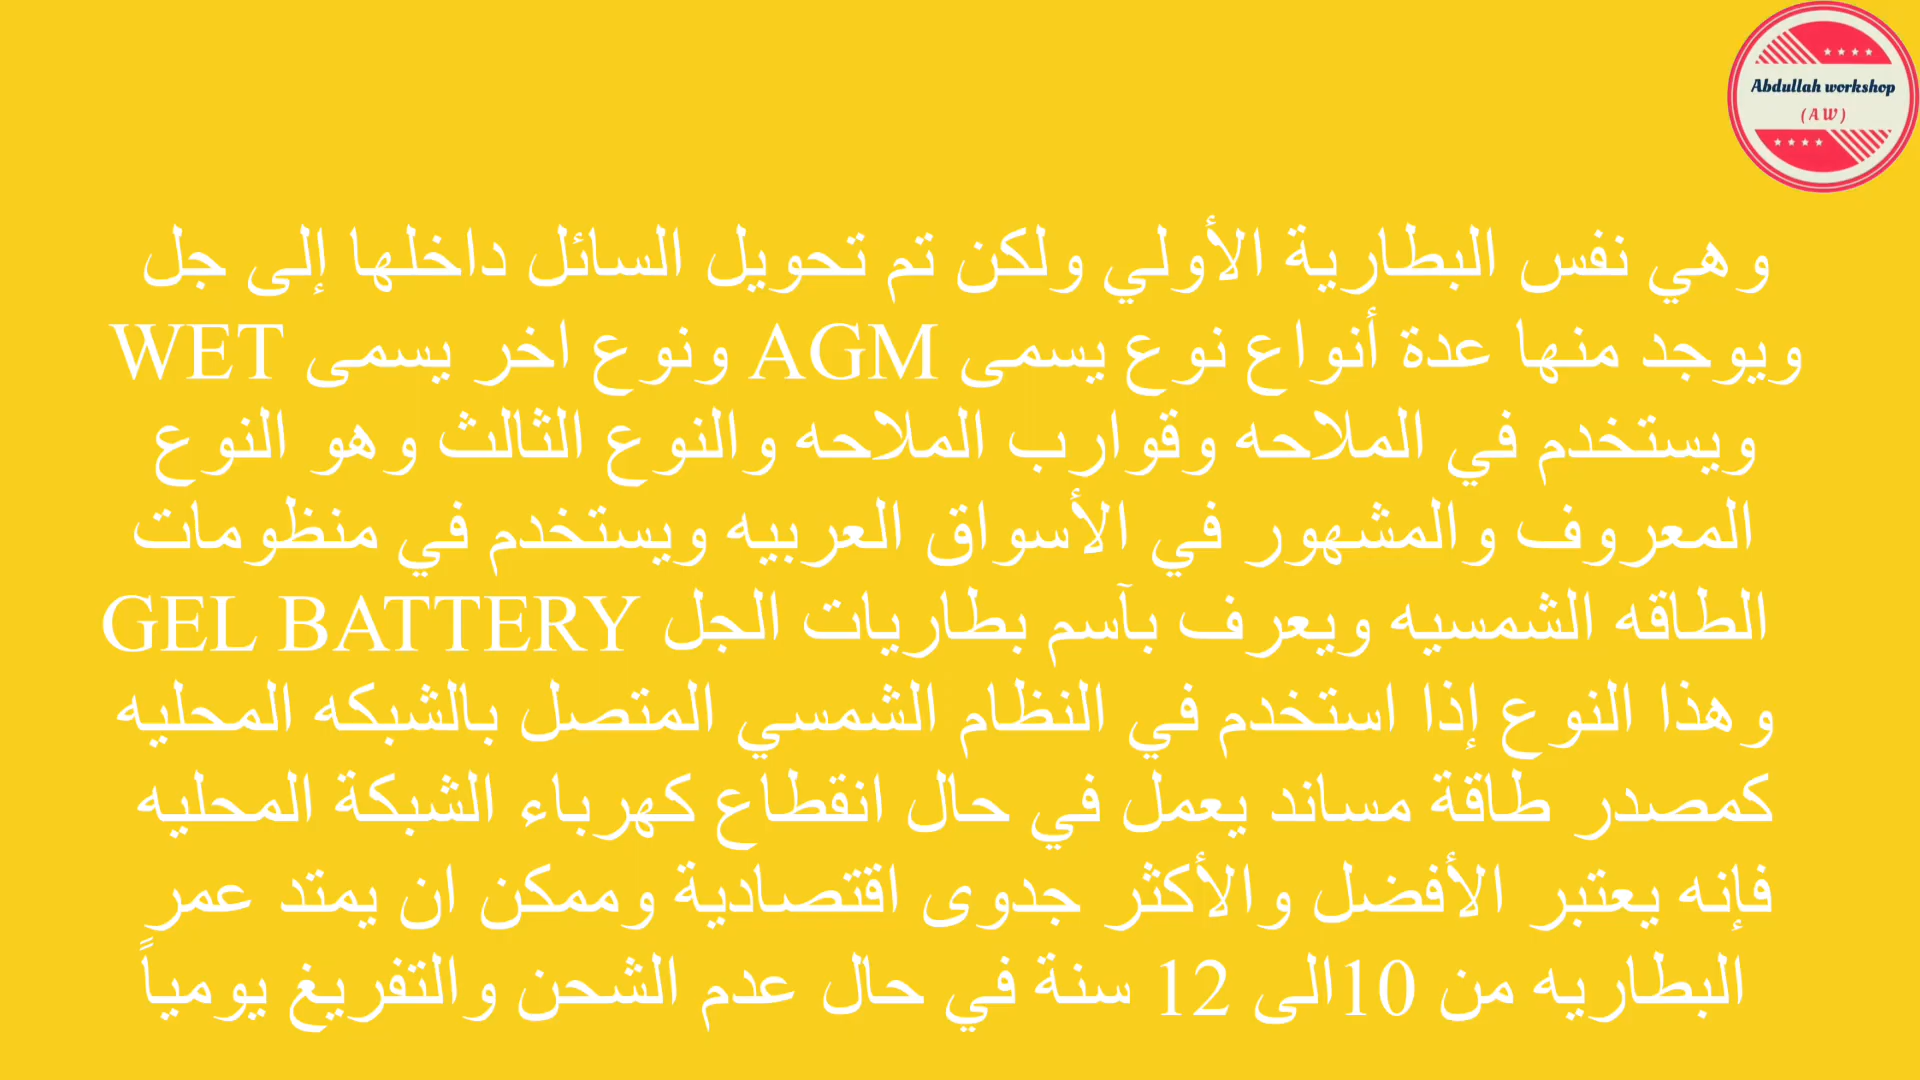 Abdullah workshop
(AW)
وهي نفس البطارية الأولي ولكن تم تحويل السائل داخلها إلى جل
ويوجد منها عدة أنواع نوع يسمى AGM ونوع اخر يسمى WET
ويستخدم في الملاحه وقوارب الملاحه والنوع الثالث وهو النوع
المعروف والمشهور في الأسواق العربيه ويستخدم في منظومات
الطاقه الشمسيه ويعرف بآسم بطاريات الجل GEL BATTERY
وهذا النوع إذا استخدم في النظام الشمسي المتصل بالشبكه المحليه
كمصدر طاقة مساند يعمل في حال انقطاع كهرباء الشبكة المحليه
فإنه يعتبر الأفضل والأكثر جدوى اقتصادية وممكن ان يمتد عمر
البطاريه من 10الى 12 سنة في حال عدم الشحن والتفريغ يومياً